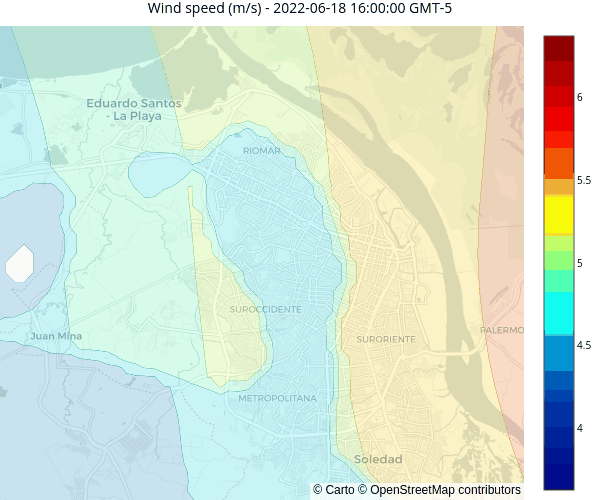 Wind speed (m/s) - 2022-06-18 16:00:00 GMT-5
Eduardo Santos
- La Playa
RIOMAR
SUROCCIDENTE
Juan Mina
SURORIENTE
PALERMO
METROPOLITANA
Soledad
6
5.5
5
4.5
4
© Carto © OpenStreetMap contributors